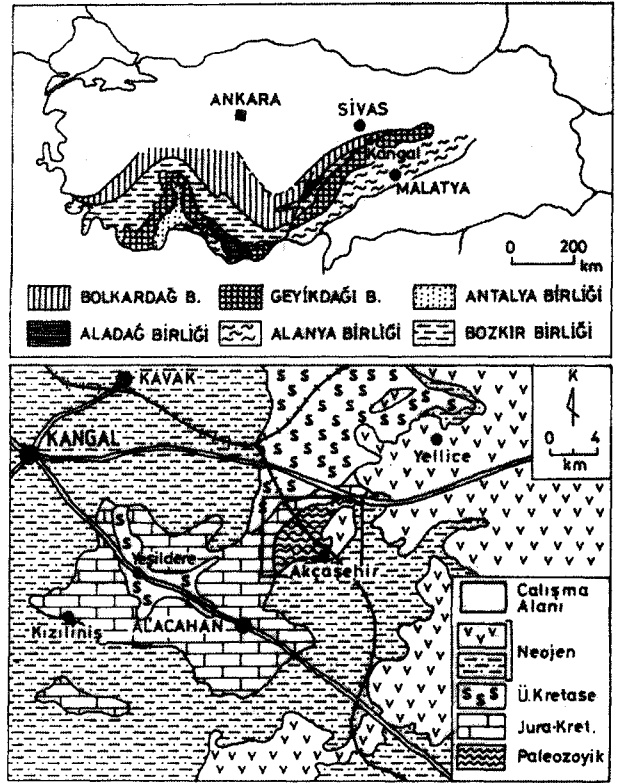 ANKARA
SİVAS
Kangal
MALATYA
0 200
km
BOLKARDAĞ B.
GEYİKDAĞI B.
ANTALYA BİRLİĞİ
ALADAĞ BİRLİĞİ
ALANYA BİRLİĞİ
BOZKIR BİRLİĞİ
KAVAK
K
KANGAL
Yellice
0 4
km
Yeşildere
Akçaşehir
Kızıliniş
ALACAHAN
Çalışma
Alanı
Neojen
Ü.Kretase
Jura-Kret.
Paleozoyik